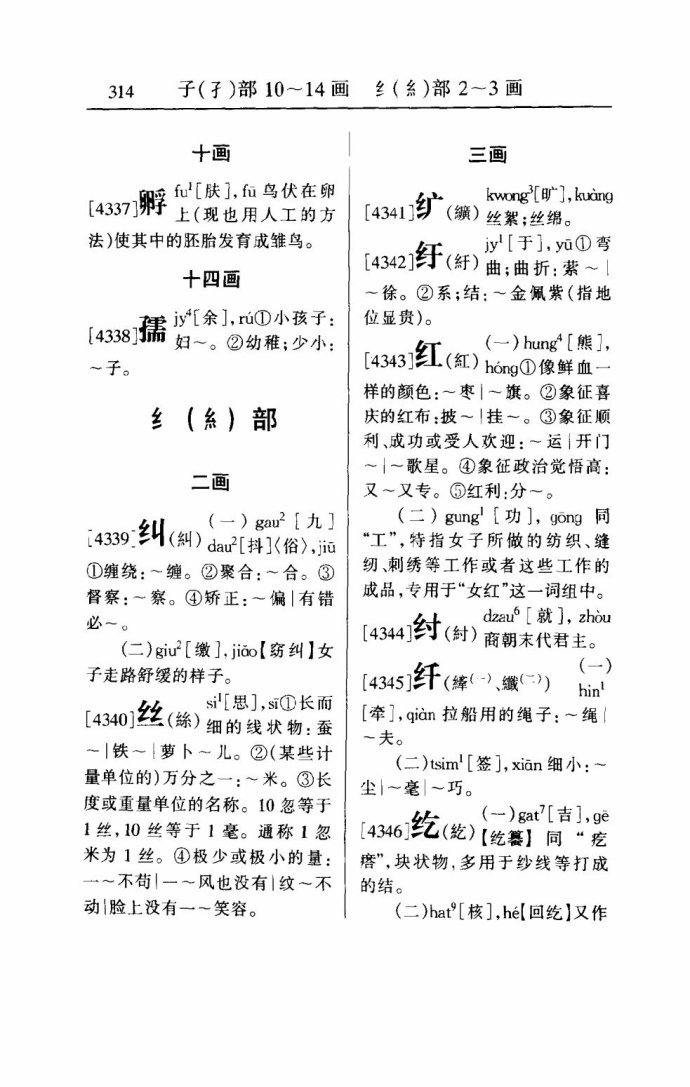 314 子(孑)部 10～14 画 纟(糹)部 2～3 画
十画
[4337]孵 fu¹[肤],fū 鸟伏在卵
上(现也用人工的方
法)使其中的胚胎发育成雏鸟。
十四画
[4338]孺 jy⁴[余],rú①小孩子:
妇～。②幼稚;少小:
～子。
纟(糹)部
二画
[4339]纠(糾) (一) gau² [九]
dau²[抖]〈俗〉,jiū
①缠绕:～缠。②聚合:～合。③
督察:～察。④矫正:～偏|有错
必～。
(二)giu²[缴],jiǎo【窈纠】女
子走路舒缓的样子。
[4340]丝(絲) si¹[思],sī①长而
细的线状物:蚕
～|铁～|萝卜～儿。②(某些计
量单位的)万分之一:～米。③长
度或重量单位的名称。10 忽等于
1 丝,10 丝等于 1 毫。通称 1 忽
米为 1 丝。④极少或极小的量:
一～不苟|一～风也没有|纹～不
动|脸上没有一～笑容。
三画
[4341]纩(纊) kwong³[旷],kuàng
丝絮;丝绵。
[4342]纡(紆) jy¹[于],yū①弯
曲;曲折:萦～|
～徐。②系;结:～金佩紫(指地
位显贵)。
[4343]红(紅) (一) hung⁴[熊],
hóng①像鲜血一
样的颜色:～枣|～旗。②象征喜
庆的红布:披～|挂～。③象征顺
利、成功或受人欢迎:～运|开门
～|～歌星。④象征政治觉悟高:
又～又专。⑤红利:分～。
(二) gung¹ [功], gōng 同
“工”,特指女子所做的纺织、缝
纫、刺绣等工作或者这些工作的
成品,专用于“女红”这一词组中。
[4344]纣(紂) dzau⁶[就], zhòu
商朝末代君主。
[4345]纤(縴(一)、纖(二)) (一)
hin¹
[牵],qiàn 拉船用的绳子:～绳|
～夫。
(二)tsim¹[签],xiān 细小:～
尘|～毫|～巧。
[4346]纥(紇) (一)gat⁷[吉],gē
【纥繨】 同 “疙
瘩”,块状物,多用于纱线等打成
的结。
(二)hat⁹[核],hé【回纥】又作